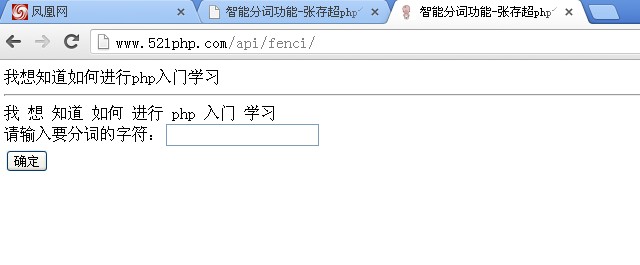 凤凰网 智能分词功能-张存超php 智能分词功能-张存超php
www.521php.com/api/fenci/
我想知道如何进行php入门学习
我 想 知道 如何 进行 php 入门 学习
请输入要分词的字符：
确定